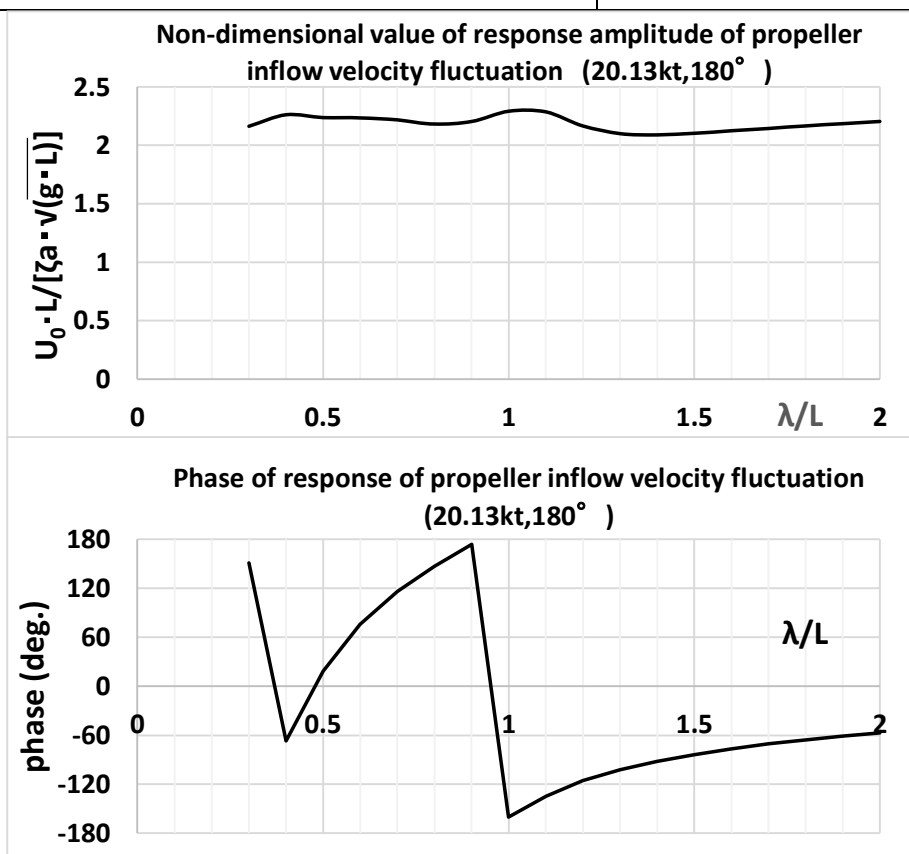 Non-dimensional value of response amplitude of propeller
inflow velocity fluctuation (20.13kt,180° )
2.5
2
1.5
1
0.5
0
U₀·L/[ζa·√(g·L)]
0 0.5 1 1.5 λ/L 2
Phase of response of propeller inflow velocity fluctuation
(20.13kt,180° )
180
120
60
0
-60
-120
-180
phase (deg.)
λ/L
0 0.5 1 1.5 2